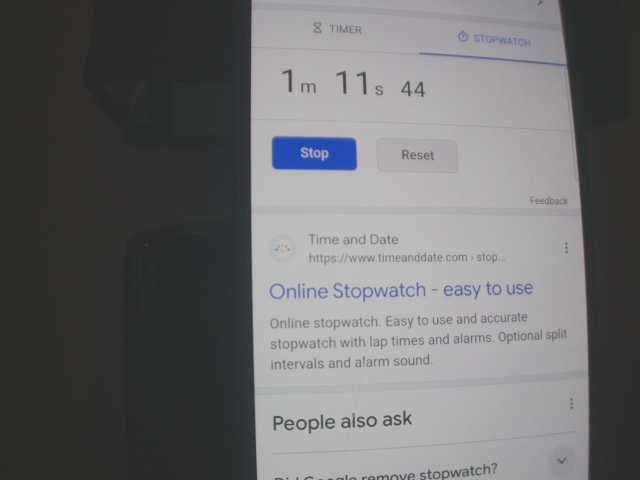 TIMER
STOPWATCH
1m 11s 44
Stop
Reset
Feedback
Time and Date
https://www.timeanddate.com › stop...
Online Stopwatch - easy to use
Online stopwatch. Easy to use and accurate
stopwatch with lap times and alarms. Optional split
intervals and alarm sound.
People also ask
Did Google remove stopwatch?